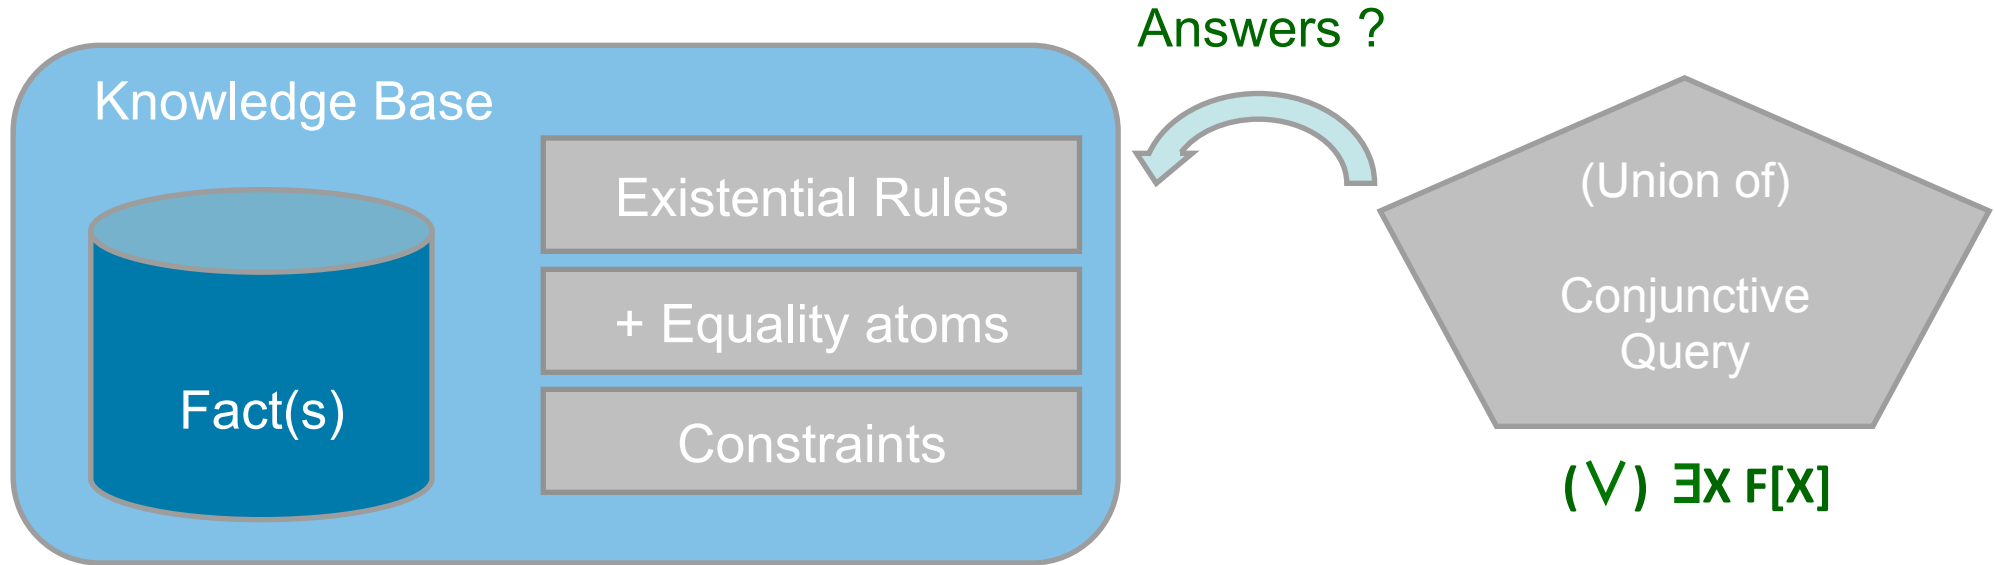 Answers ?
Knowledge Base
Existential Rules
+ Equality atoms
Constraints
Fact(s)
(Union of)
Conjunctive
Query
(∨) ∃X F[X]